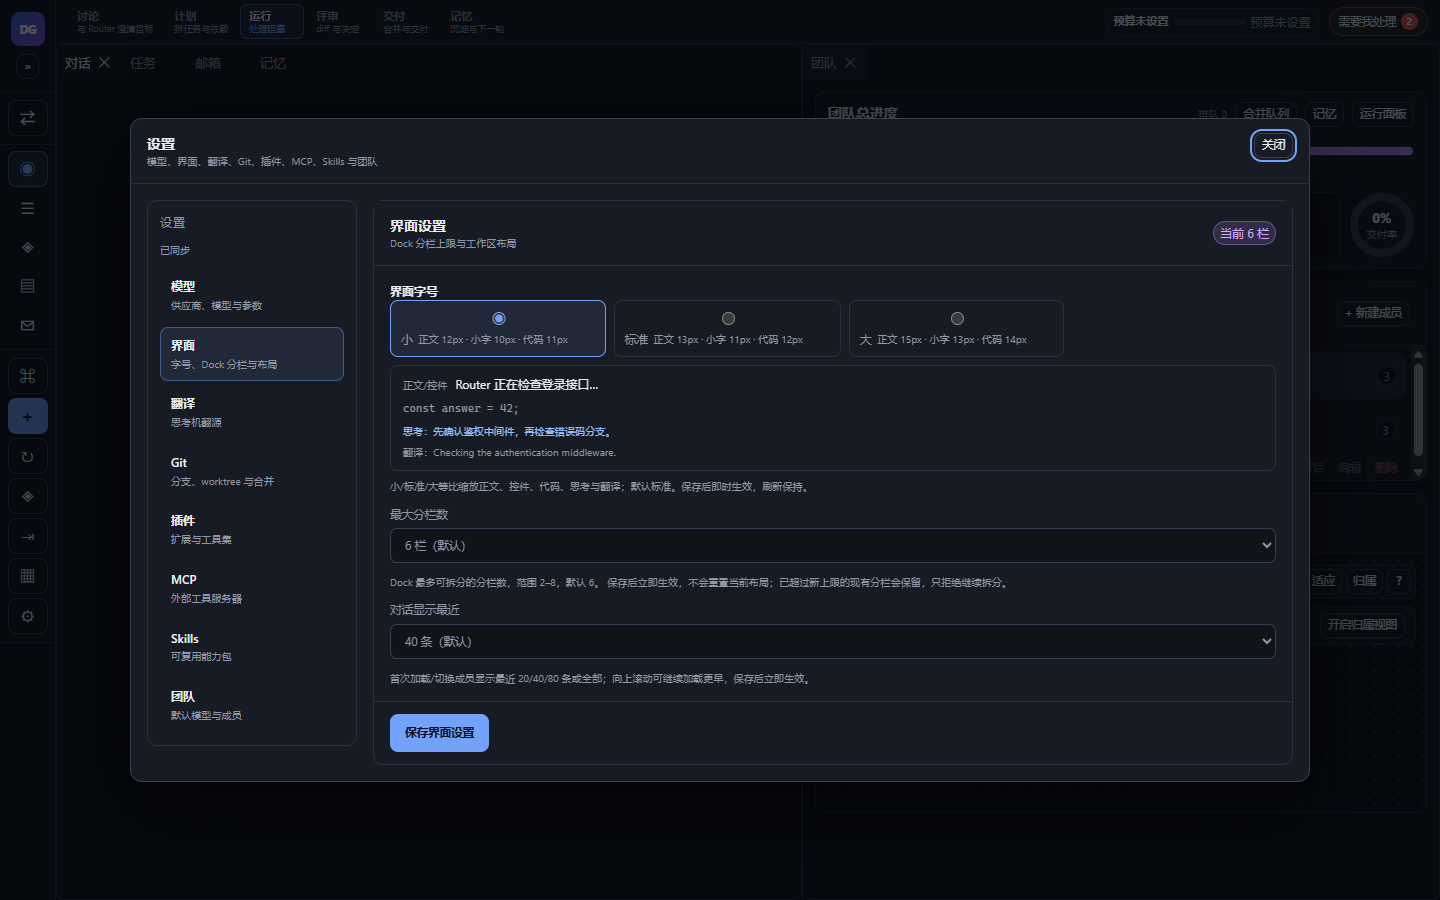 DG
讨论
与 Router 澄清目标
计划
拆任务与依赖
运行
处理阻塞
评审
diff 与决定
交付
合并与交付
记忆
沉淀与下一轮
预算未设置
预算未设置
需要我处理 2
»
对话
任务
邮箱
记忆
团队
团队总进度
排队 0
合并队列
记忆
运行面板
0%
交付率
+ 新建成员
3
3
编辑
删除
适应
归属
?
开启归属视图
设置
模型、界面、翻译、Git、插件、MCP、Skills 与团队
关闭
设置
已同步
模型
供应商、模型与参数
界面
字号、Dock 分栏与布局
翻译
思考机翻源
Git
分支、worktree 与合并
插件
扩展与工具集
MCP
外部工具服务器
Skills
可复用能力包
团队
默认模型与成员
界面设置
Dock 分栏上限与工作区布局
当前 6 栏
界面字号
小 正文 12px · 小字 10px · 代码 11px
标准 正文 13px · 小字 11px · 代码 12px
大 正文 15px · 小字 13px · 代码 14px
正文/控件 Router 正在检查登录接口...
const answer = 42;
思考：先确认鉴权中间件，再检查错误码分支。
翻译：Checking the authentication middleware.
小/标准/大等比缩放正文、控件、代码、思考与翻译；默认标准。保存后即时生效，刷新保持。
最大分栏数
6 栏（默认）
Dock 最多可拆分的分栏数，范围 2–8，默认 6。 保存后立即生效，不会重置当前布局；已超过新上限的现有分栏会保留，只拒绝继续拆分。
对话显示最近
40 条（默认）
首次加载/切换成员显示最近 20/40/80 条或全部；向上滚动可继续加载更早，保存后立即生效。
保存界面设置